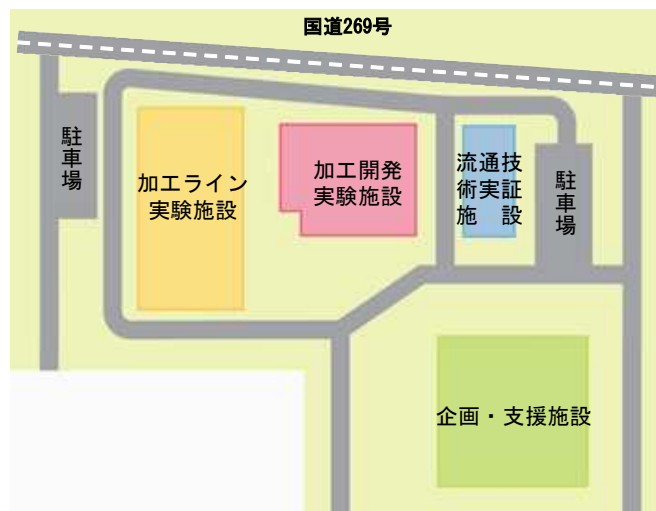 国道269号
駐車場
加工ライン
実験施設
加工開発
実験施設
流通技
術実証
施　設
駐車場
企画・支援施設